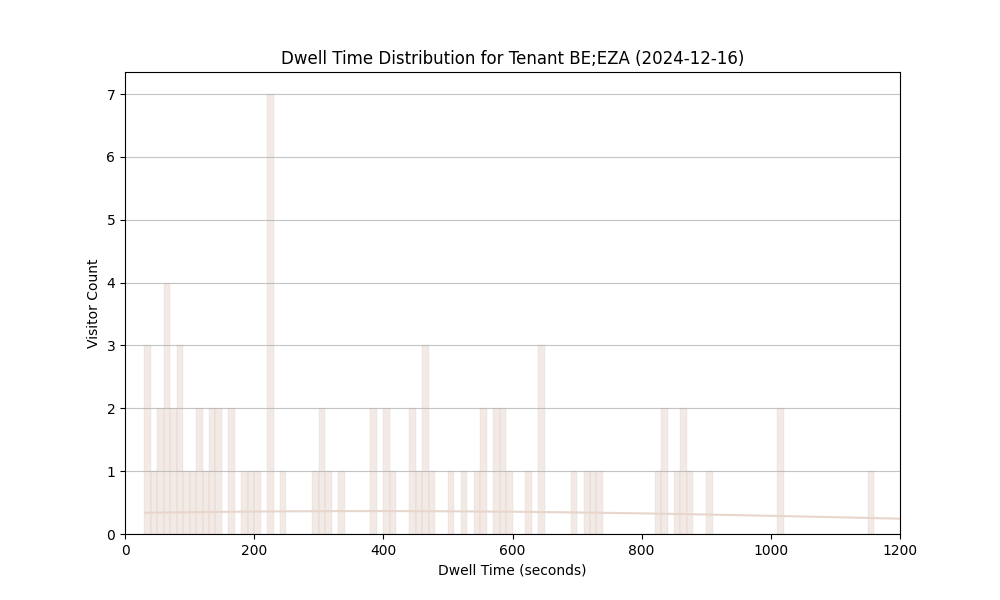 Dwell Time Distribution for Tenant BE;EZA (2024-12-16)
7
6
5
4
3
2
1
0
Visitor Count
0 200 400 600 800 1000 1200
Dwell Time (seconds)